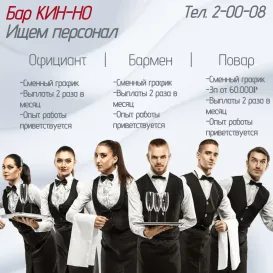 Бар КИН-НО Тел. 2-00-08
Ищем персонал
Официант | Бармен | Повар
-Сменный график
-Выплаты 2 раза в
месяц
-Опыт работы
приветствуется
-Сменный график
-Выплаты 2 раза в
месяц
-Опыт работы
приветствуется
-Сменный график
-Зп от 60.000₽
-Выплаты 2 раза в
месяц
-Опыт работы
приветствуется